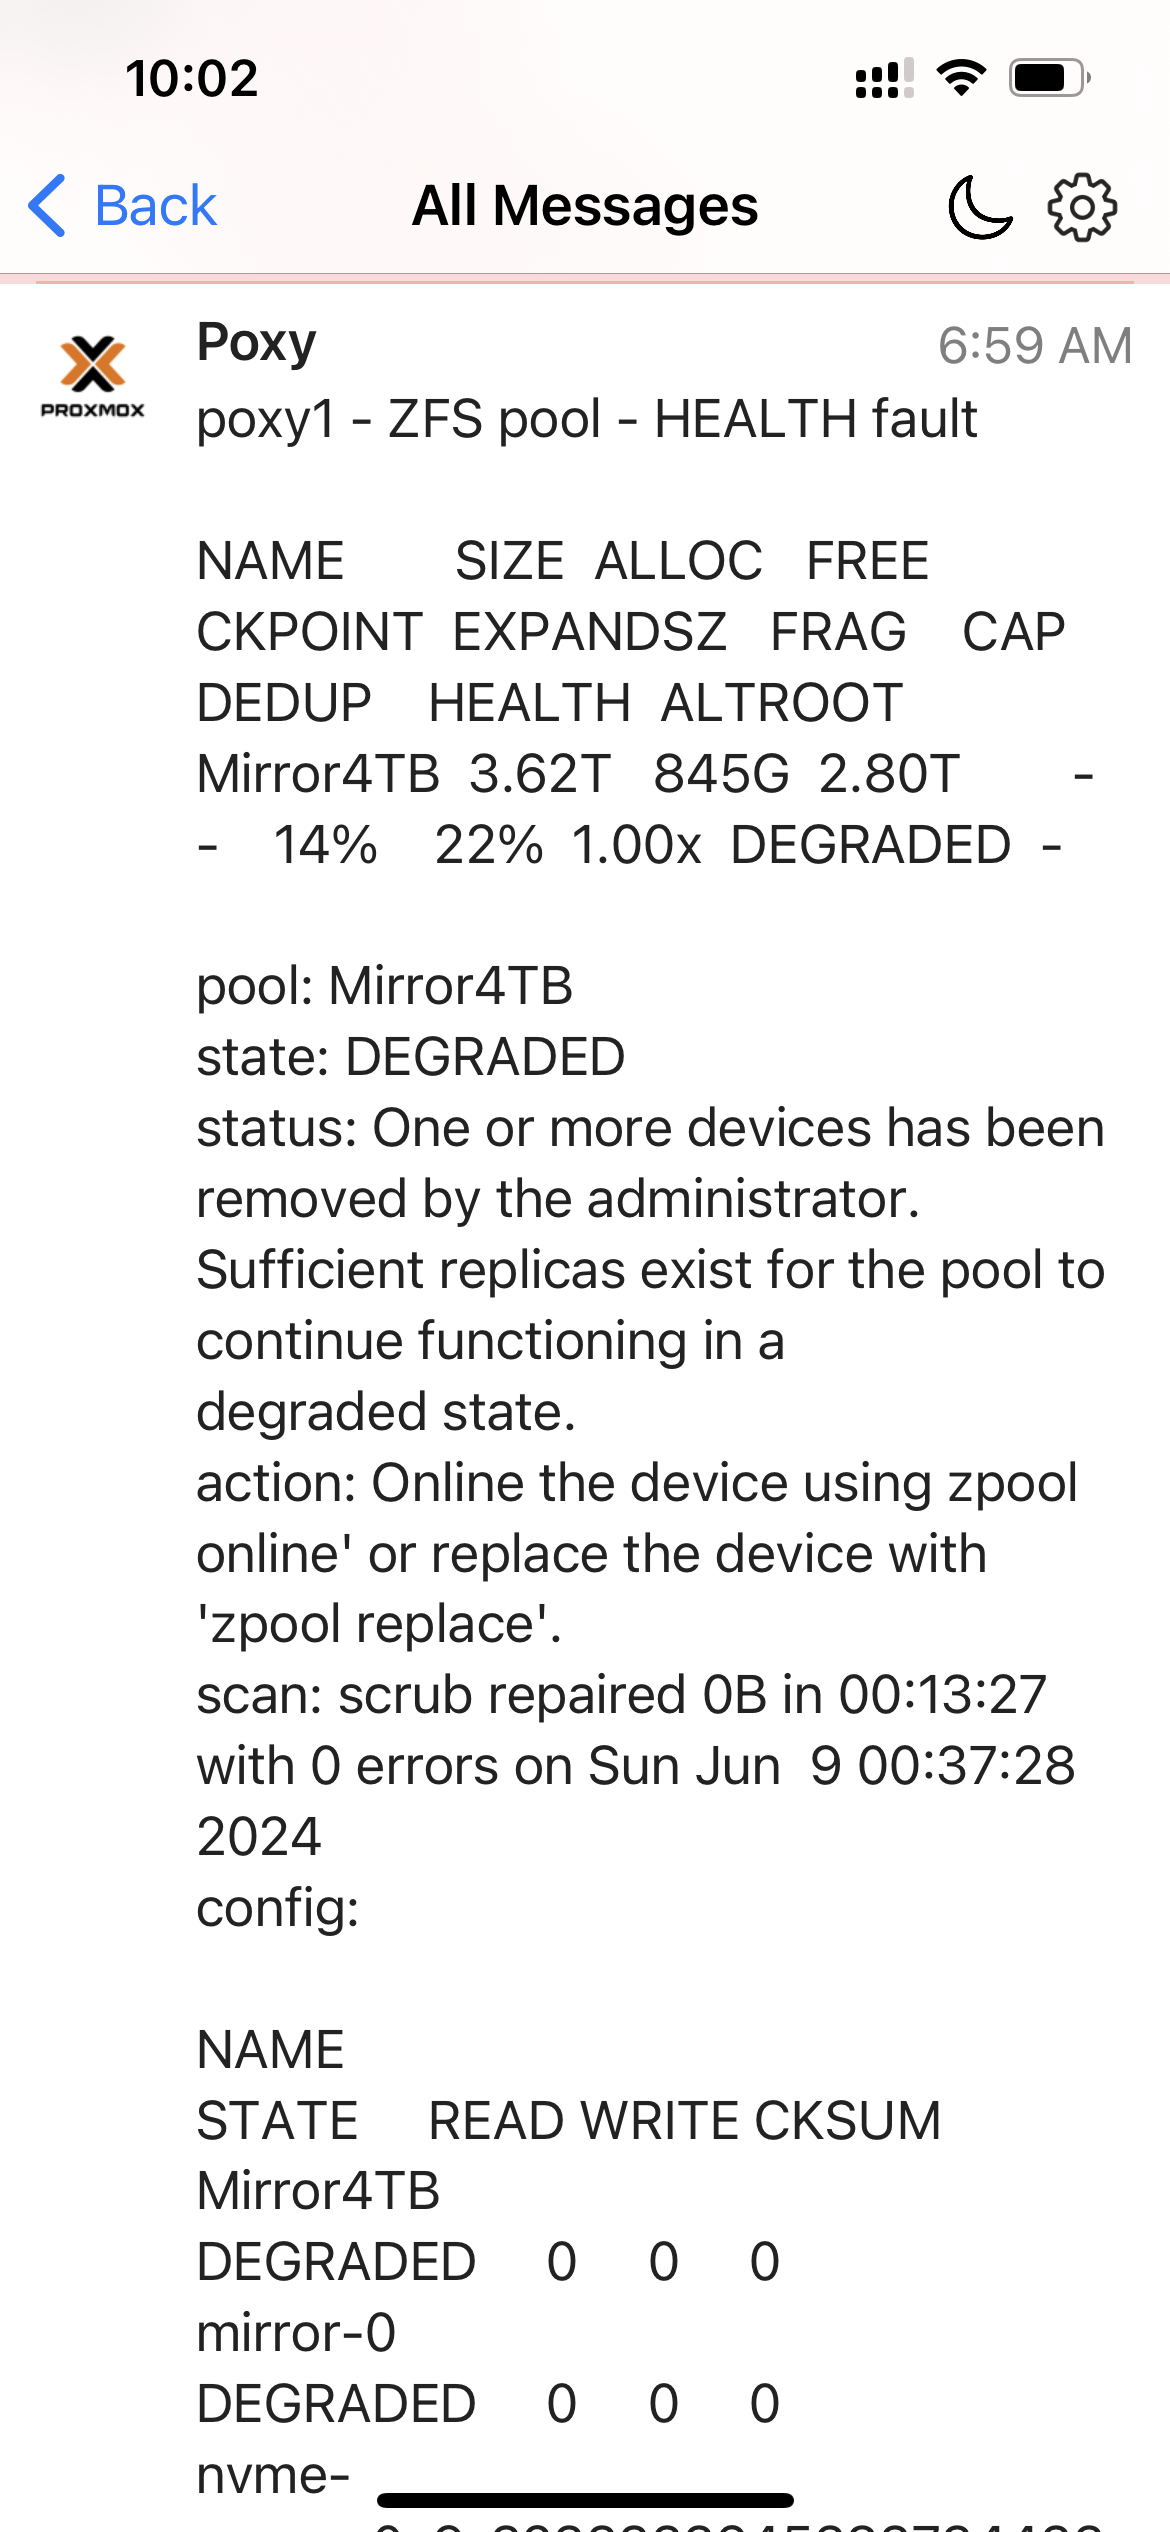 10:02
Back
All Messages
PROXMOX
Poxy
6:59 AM
poxy1 - ZFS pool - HEALTH fault
NAME SIZE ALLOC FREE
CKPOINT EXPANDSZ FRAG CAP
DEDUP HEALTH ALTROOT
Mirror4TB 3.62T 845G 2.80T -
- 14% 22% 1.00x DEGRADED -
pool: Mirror4TB
state: DEGRADED
status: One or more devices has been
removed by the administrator.
Sufficient replicas exist for the pool to
continue functioning in a
degraded state.
action: Online the device using zpool
online' or replace the device with
'zpool replace'.
scan: scrub repaired 0B in 00:13:27
with 0 errors on Sun Jun 9 00:37:28
2024
config:
NAME
STATE READ WRITE CKSUM
Mirror4TB
DEGRADED 0 0 0
mirror-0
DEGRADED 0 0 0
nvme-